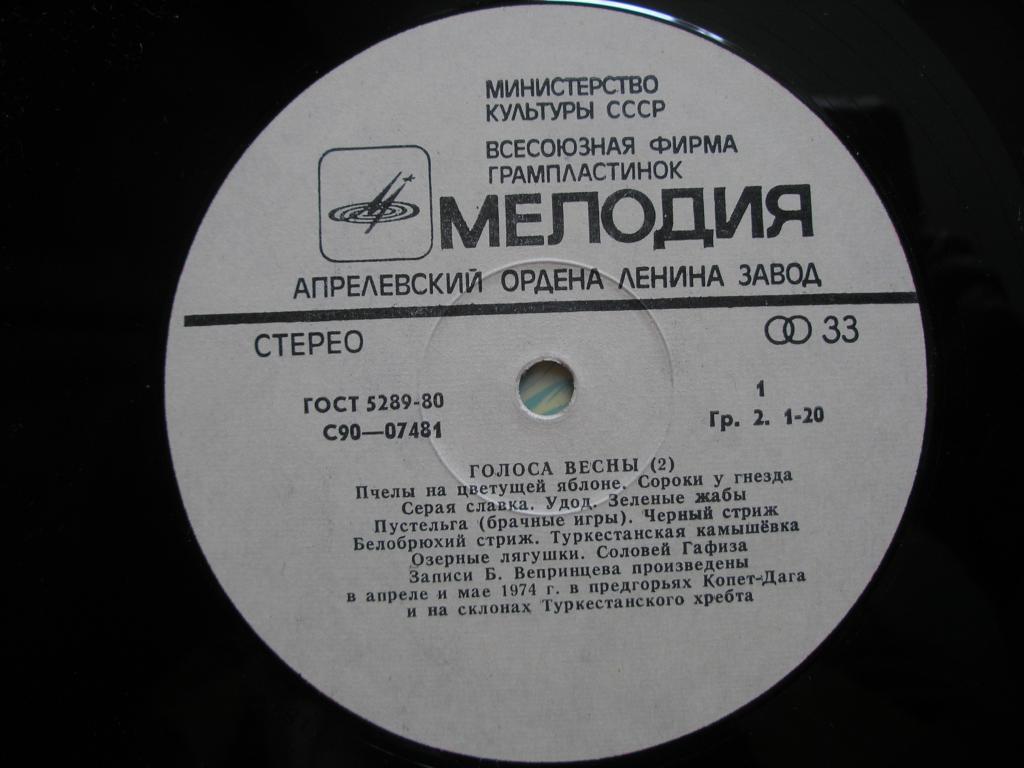 МИНИСТЕРСТВО
КУЛЬТУРЫ СССР
ВСЕСОЮЗНАЯ ФИРМА
ГРАМПЛАСТИНОК
МЕЛОДИЯ
АПРЕЛЕВСКИЙ ОРДЕНА ЛЕНИНА ЗАВОД
СТЕРЕО
33
ГОСТ 5289-80
С90—07481
1
Гр. 2. 1-20
ГОЛОСА ВЕСНЫ (2)
Пчелы на цветущей яблоне. Сороки у гнезда
Серая славка. Удод. Зеленые жабы
Пустельга (брачные игры). Черный стриж
Белобрюхий стриж. Туркестанская камышёвка
Озерные лягушки. Соловей Гафиза
Записи Б. Вепринцева произведены
в апреле и мае 1974 г. в предгорьях Копет-Дага
и на склонах Туркестанского хребта